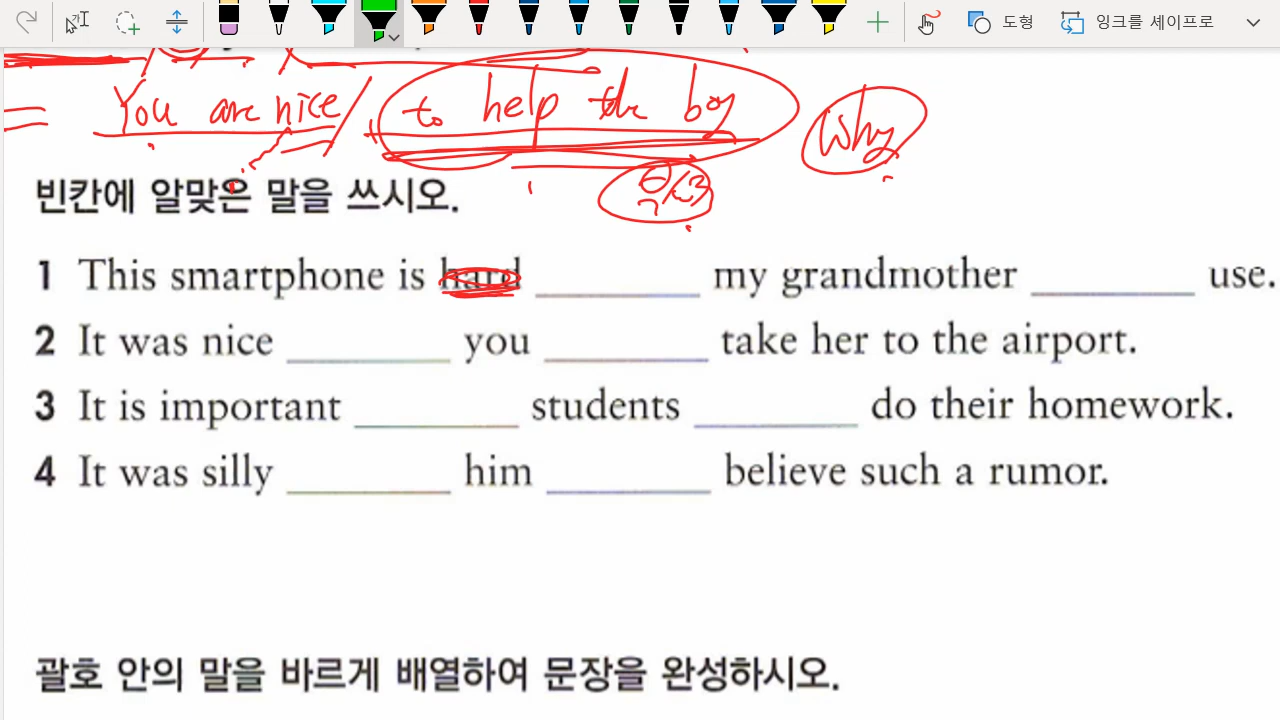 도형 잉크를 셰이프로
= You are nice / to help the boy Why
빈칸에 알맞은 말을 쓰시오.
1 This smartphone is hard ________ my grandmother ________ use.
2 It was nice ________ you ________ take her to the airport.
3 It is important ________ students ________ do their homework.
4 It was silly ________ him ________ believe such a rumor.
괄호 안의 말을 바르게 배열하여 문장을 완성하시오.